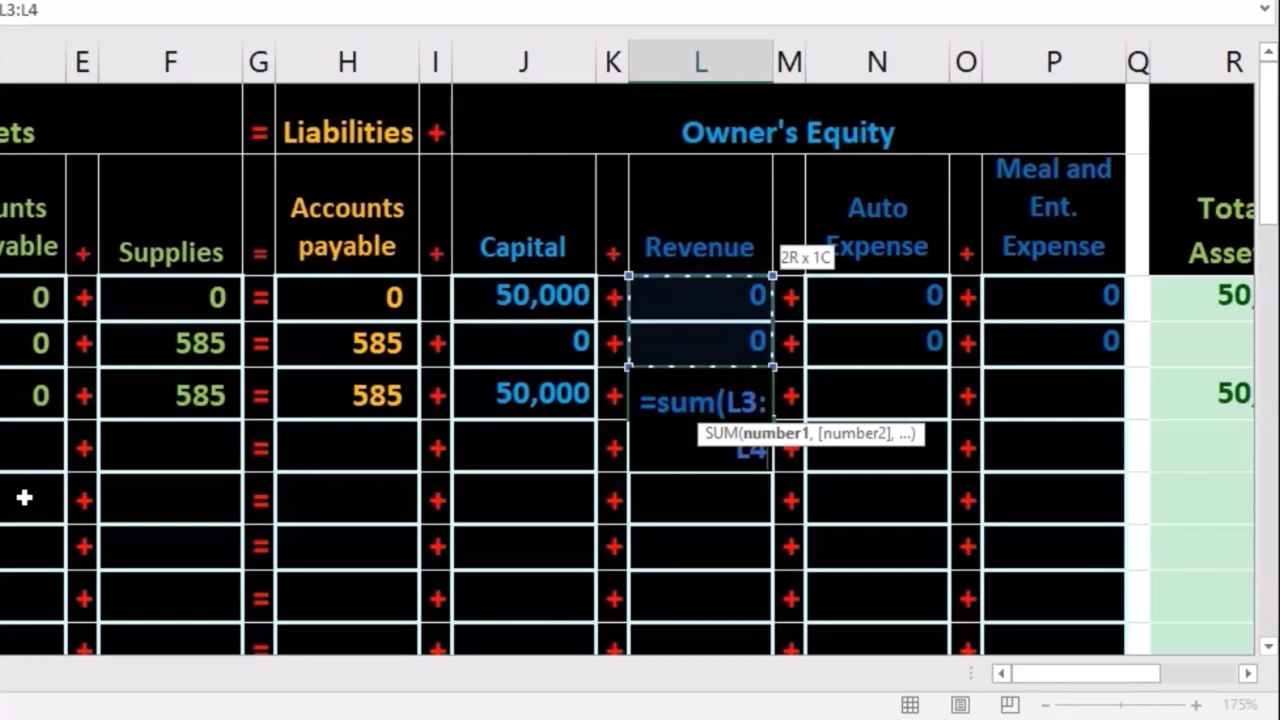 L3:L4
E F G H I J K L M N O P Q R
ets = Liabilities + Owner's Equity
unts
vable + Supplies = Accounts
payable + Capital + Revenue Auto
Expense + Meal and
Ent.
Expense Tota
Asse
2R x 1C
0 + 0 = 0 50,000 + 0 + 0 + 0 50,
0 + 585 = 585 + 0 + 0 + 0 + 0
0 + 585 = 585 + 50,000 + =sum(L3: + + 50,
SUM(number1, [number2], ...)
+ = + + L4 + +
+ = + + + +
+ = + + + +
+ = + + + +
+ = + + + +
175%